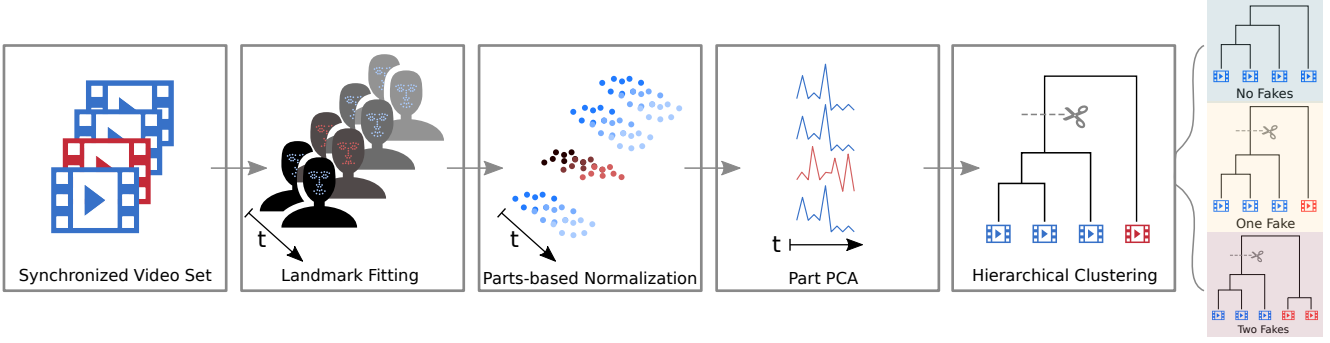 No Fakes
One Fake
Two Fakes
t
t
t
Synchronized Video Set
Landmark Fitting
Parts-based Normalization
Part PCA
Hierarchical Clustering